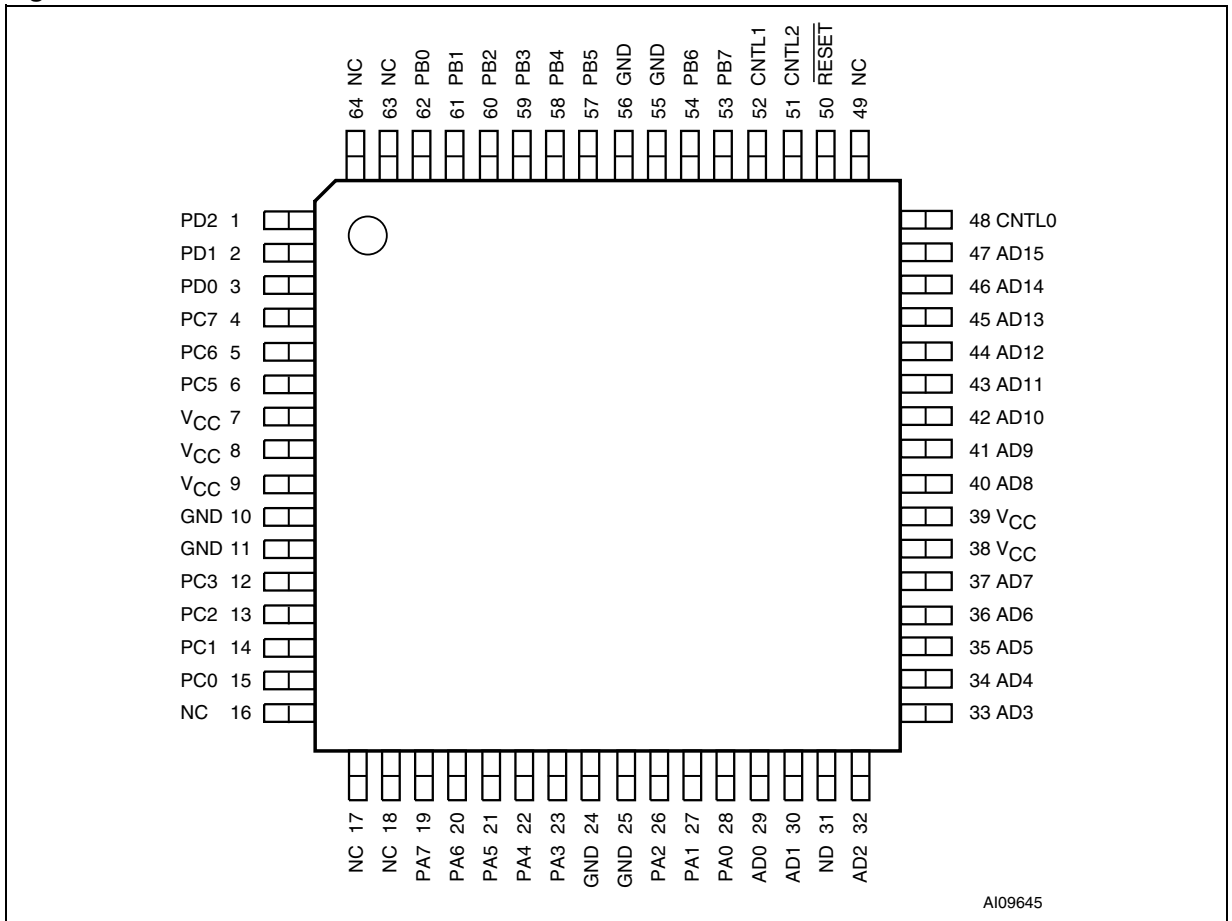 64 NC
63 NC
62 PB0
61 PB1
60 PB2
59 PB3
58 PB4
57 PB5
56 GND
55 GND
54 PB6
53 PB7
52 CNTL1
51 CNTL2
50 RESET
49 NC
PD2 1
PD1 2
PD0 3
PC7 4
PC6 5
PC5 6
VCC 7
VCC 8
VCC 9
GND 10
GND 11
PC3 12
PC2 13
PC1 14
PC0 15
NC 16
48 CNTL0
47 AD15
46 AD14
45 AD13
44 AD12
43 AD11
42 AD10
41 AD9
40 AD8
39 VCC
38 VCC
37 AD7
36 AD6
35 AD5
34 AD4
33 AD3
NC 17
NC 18
PA7 19
PA6 20
PA5 21
PA4 22
PA3 23
GND 24
GND 25
PA2 26
PA1 27
PA0 28
AD0 29
AD1 30
ND 31
AD2 32
AI09645